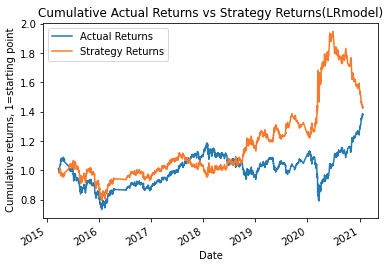 Cumulative Actual Returns vs Strategy Returns(LRmodel)
Actual Returns
Strategy Returns
Cumulative returns, 1=starting point
2.0
1.8
1.6
1.4
1.2
1.0
0.8
2015
2016
2017
2018
2019
2020
2021
Date